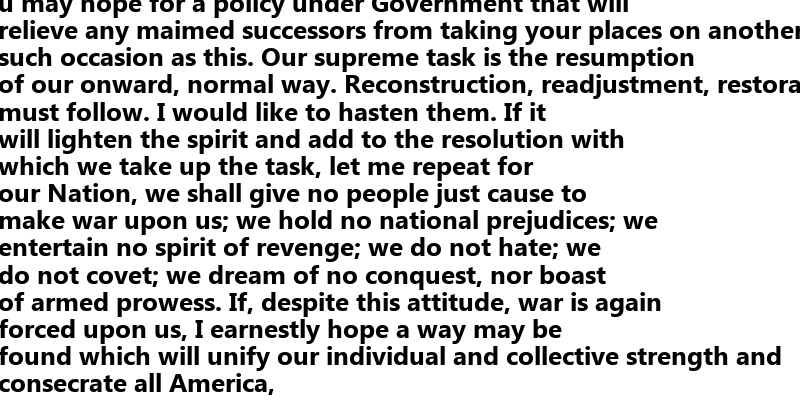 u may hope for a policy under Government that will
relieve any maimed successors from taking your places on another
such occasion as this. Our supreme task is the resumption
of our onward, normal way. Reconstruction, readjustment, restora
must follow. I would like to hasten them. If it
will lighten the spirit and add to the resolution with
which we take up the task, let me repeat for
our Nation, we shall give no people just cause to
make war upon us; we hold no national prejudices; we
entertain no spirit of revenge; we do not hate; we
do not covet; we dream of no conquest, nor boast
of armed prowess. If, despite this attitude, war is again
forced upon us, I earnestly hope a way may be
found which will unify our individual and collective strength and
consecrate all America,